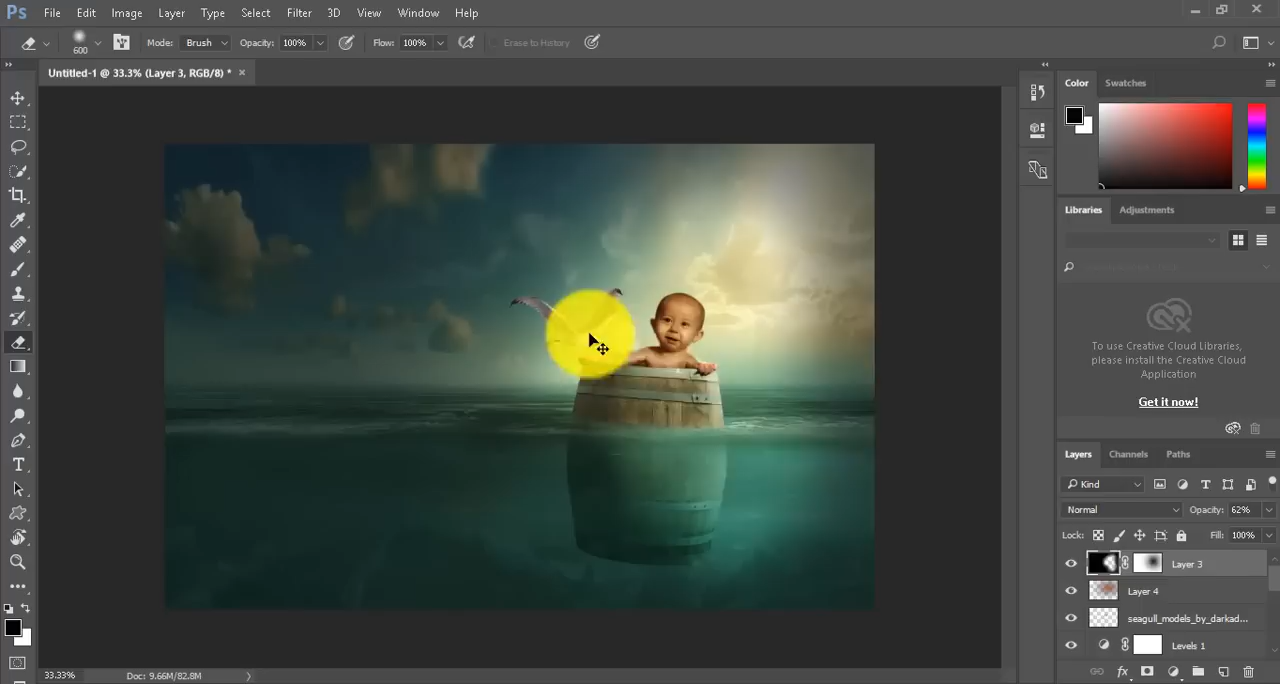 Ps File Edit Image Layer Type Select Filter 3D View Window Help
600 Mode: Brush Opacity: 100% Flow: 100% Erase to History
Untitled-1 @ 33.3% (Layer 3, RGB/8) * ×
Color Swatches
Libraries Adjustments
To use Creative Cloud Libraries,
please install the Creative Cloud
Application
Get it now!
Layers Channels Paths
Kind T
Normal Opacity: 62%
Lock: Fill: 100%
Layer 3
Layer 4
seagull_models_by_darkad...
Levels 1
fx
T
33.33% Doc: 9.66M/82.8M